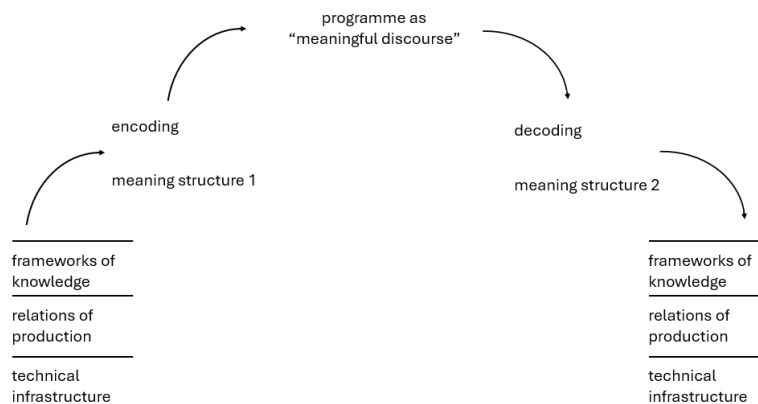 programme as
“meaningful discourse”
encoding
meaning structure 1
decoding
meaning structure 2
frameworks of
knowledge
relations of
production
technical
infrastructure
frameworks of
knowledge
relations of
production
technical
infrastructure